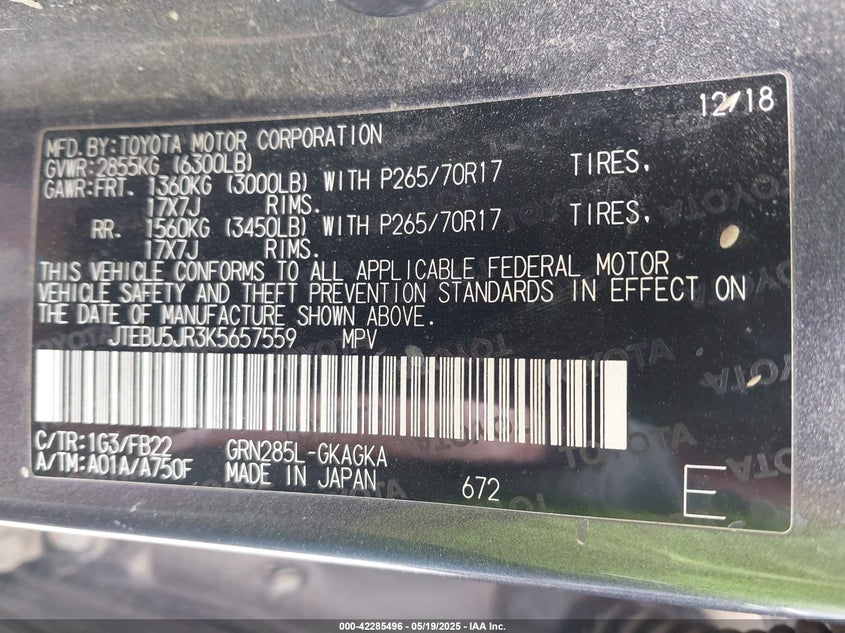 12/18
MFD.BY:TOYOTA MOTOR CORPORATION
GVWR:2855KG (6300LB)
GAWR:FRT. 1360KG (3000LB) WITH P265/70R17 TIRES,
17X7J RIMS.
RR. 1560KG (3450LB) WITH P265/70R17 TIRES,
17X7J RIMS.
THIS VEHICLE CONFORMS TO ALL APPLICABLE FEDERAL MOTOR
VEHICLE SAFETY AND THEFT PREVENTION STANDARDS IN EFFECT ON
THE DATE OF MANUFACTURE SHOWN ABOVE.
JTEBU5JR3K5657559 MPV
C/TR:1G3/FB22 GRN285L-GKAGKA
A/TM:A01A/A750F MADE IN JAPAN 672 E
TOYOTA
000-42285496 - 05/19/2025 - IAA Inc.